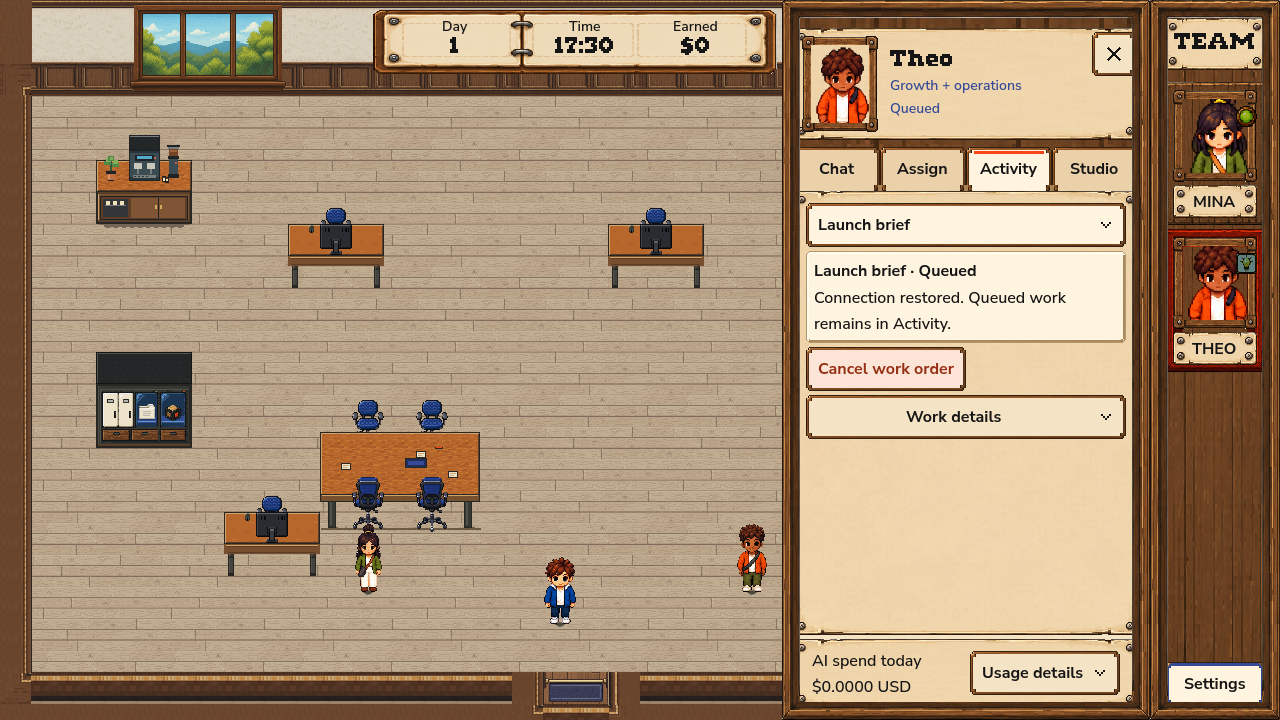 Day
1
Time
17:30
Earned
$0
Theo
Growth + operations
Queued
Chat
Assign
Activity
Studio
Launch brief
Launch brief · Queued
Connection restored. Queued work
remains in Activity.
Cancel work order
Work details
AI spend today
$0.0000 USD
Usage details
TEAM
MINA
THEO
Settings